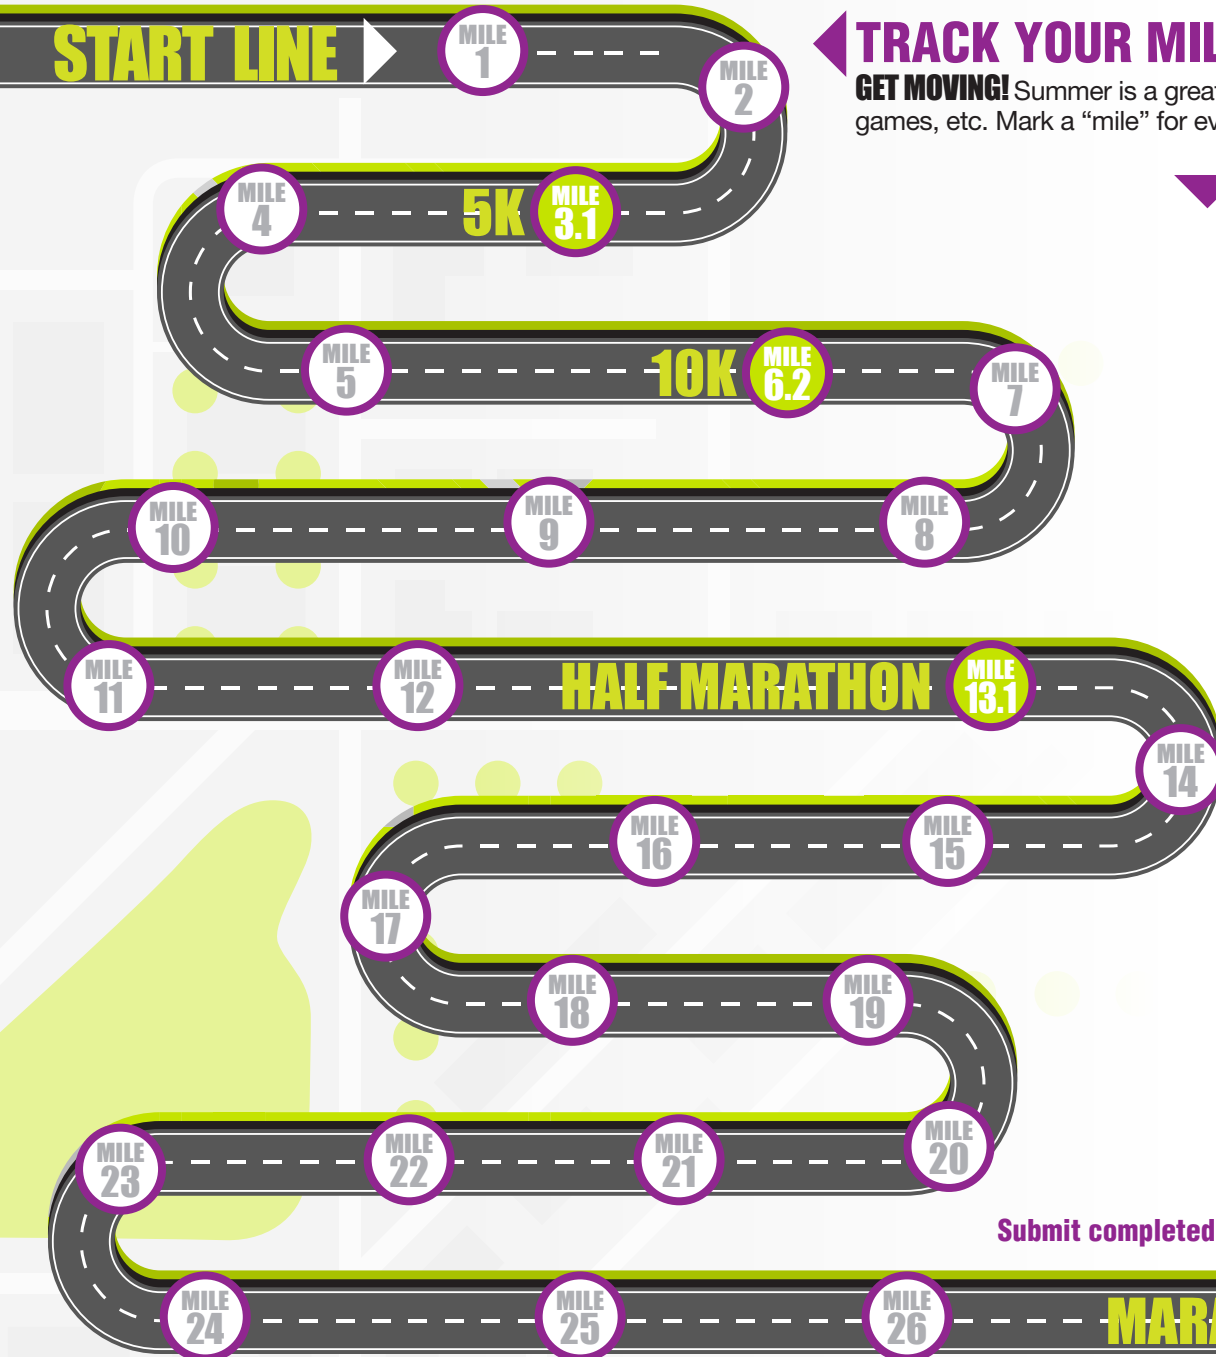 START LINE
MILE
1
MILE
2
TRACK YOUR MIL
GET MOVING! Summer is a great
games, etc. Mark a “mile” for ev
MILE
4
5K
MILE
3.1
MILE
5
10K
MILE
6.2
MILE
7
MILE
10
MILE
9
MILE
8
MILE
11
MILE
12
HALF MARATHON
MILE
13.1
MILE
14
MILE
16
MILE
15
MILE
17
MILE
18
MILE
19
MILE
23
MILE
22
MILE
21
MILE
20
Submit completed
MILE
24
MILE
25
MILE
26
MARA